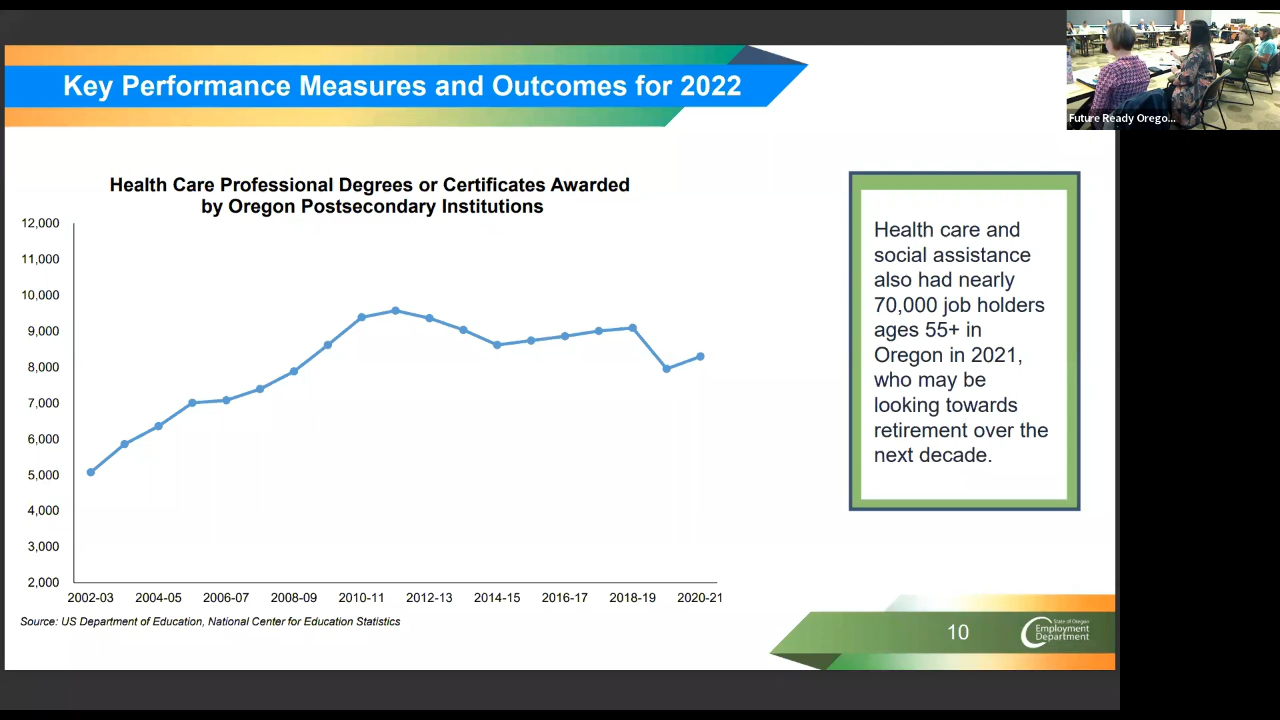 Key Performance Measures and Outcomes for 2022
Future Ready Orego...
Health Care Professional Degrees or Certificates Awarded
by Oregon Postsecondary Institutions
12,000
11,000
10,000
9,000
8,000
7,000
6,000
5,000
4,000
3,000
2,000
2002-03 2004-05 2006-07 2008-09 2010-11 2012-13 2014-15 2016-17 2018-19 2020-21
Source: US Department of Education, National Center for Education Statistics
Health care and
social assistance
also had nearly
70,000 job holders
ages 55+ in
Oregon in 2021,
who may be
looking towards
retirement over the
next decade.
10
State of Oregon
Employment
Department